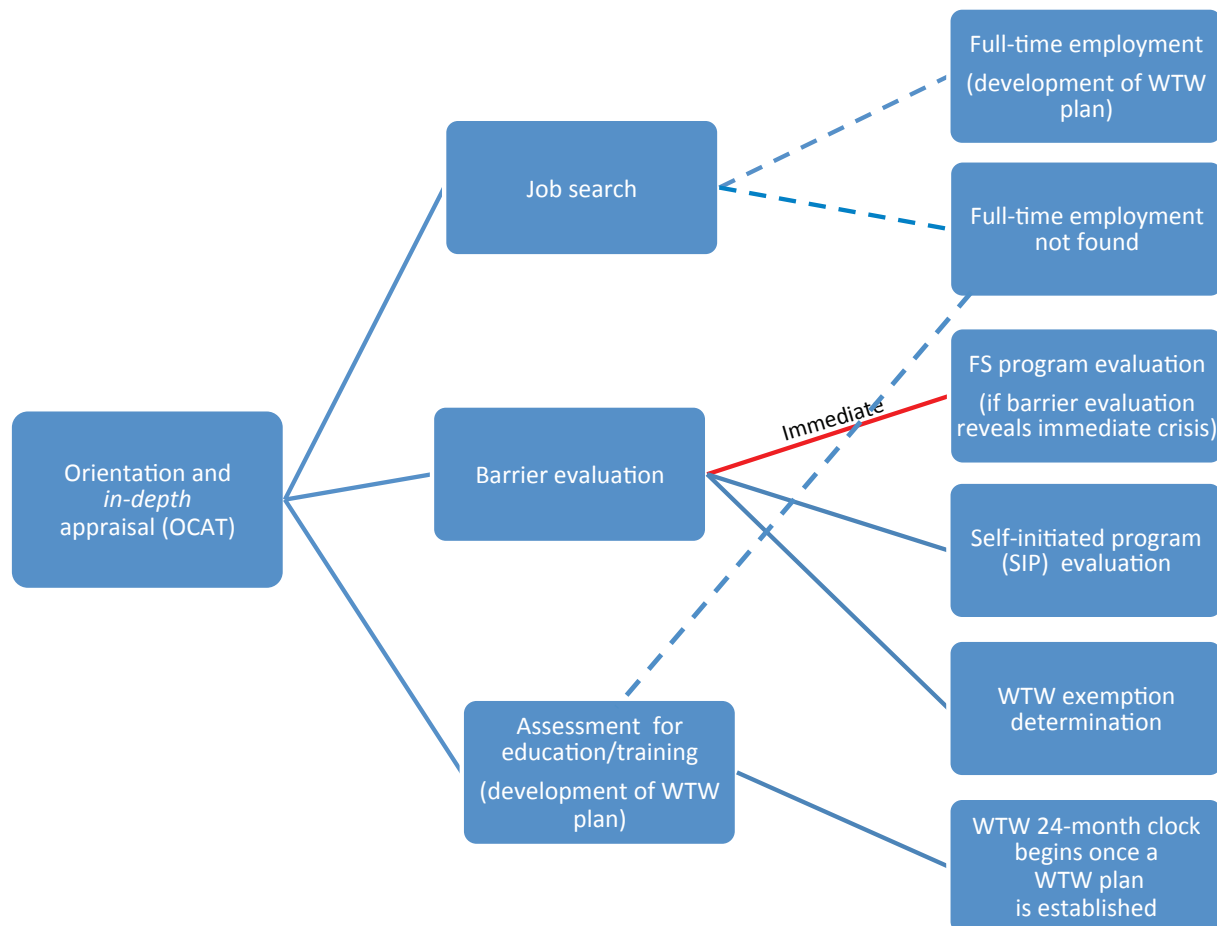 Full-time employment
(development of WTW
plan)
Job search
Full-time employment
not found
FS program evaluation
(if barrier evaluation
reveals immediate crisis)
Immediate
Orientation and
in-depth
appraisal (OCAT)
Barrier evaluation
Self-initiated program
(SIP) evaluation
WTW exemption
determination
Assessment for
education/training
(development of WTW
plan)
WTW 24-month clock
begins once a
WTW plan
is established